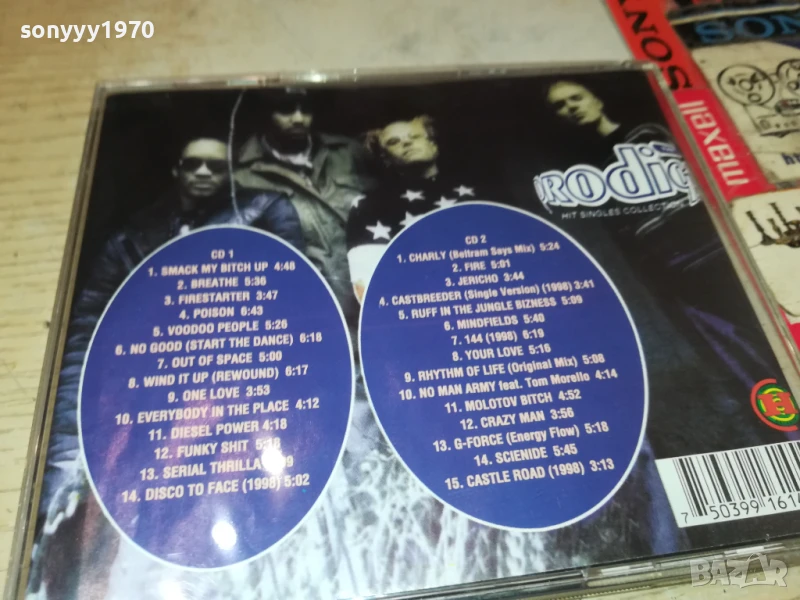 sonyyy1970
SONY
SON
maxell
PRODIG
HIT SINGLES COLLECTION
CD 1
1. SMACK MY BITCH UP 4:48
2. BREATHE 5:36
3. FIRESTARTER 3:47
4. POISON 6:43
5. VOODOO PEOPLE 5:26
6. NO GOOD (START THE DANCE) 6:18
7. OUT OF SPACE 5:00
8. WIND IT UP (REWOUND) 6:17
9. ONE LOVE 3:53
10. EVERYBODY IN THE PLACE 4:12
11. DIESEL POWER 4:18
12. FUNKY SHIT 5:18
13. SERIAL THRILLA
14. DISCO TO FACE (1998) 5:02
CD 2
1. CHARLY (Beltram Says Mix) 5:24
2. FIRE 5:01
3. JERICHO 3:44
4. CASTBREEDER (Single Version) (1998) 3:41
5. RUFF IN THE JUNGLE BIZNESS 5:09
6. MINDFIELDS 5:40
7. 144 (1998) 6:19
8. YOUR LOVE 5:16
9. RHYTHM OF LIFE (Original Mix) 5:08
10. NO MAN ARMY feat. Tom Morello 4:14
11. MOLOTOV BITCH 4:52
12. CRAZY MAN 3:56
13. G-FORCE (Energy Flow) 5:18
14. SCIENIDE 5:45
15. CASTLE ROAD (1998) 3:13
7 50399 161
BAZAR